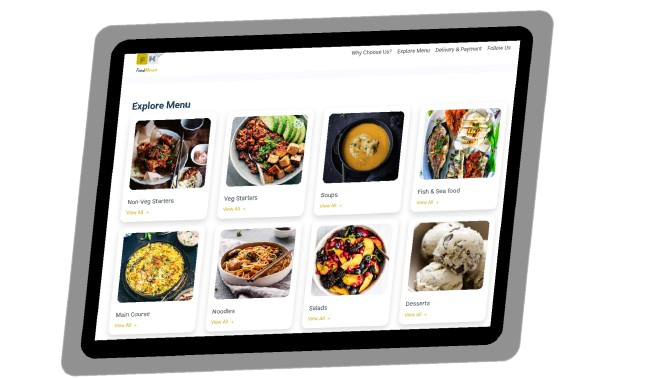 F H
FoodMunch
Why Choose Us? Explore Menu Delivery & Payment Follow Us
Explore Menu
Non-Veg Starters
View All →
Veg Starters
View All →
Soups
View All →
Fish & Sea food
View All →
Main Course
View All →
Noodles
View All →
Salads
View All →
Desserts
View All →